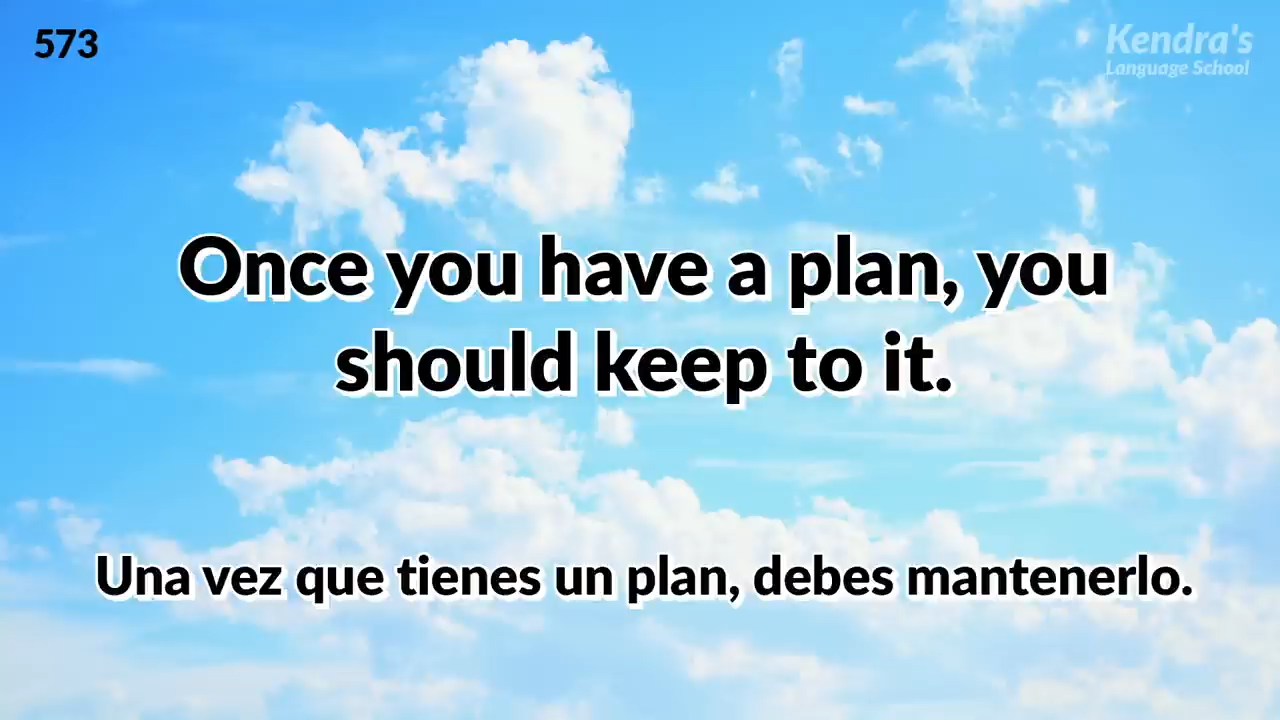 573
Kendra's
Language School
Once you have a plan, you
should keep to it.
Una vez que tienes un plan, debes mantenerlo.